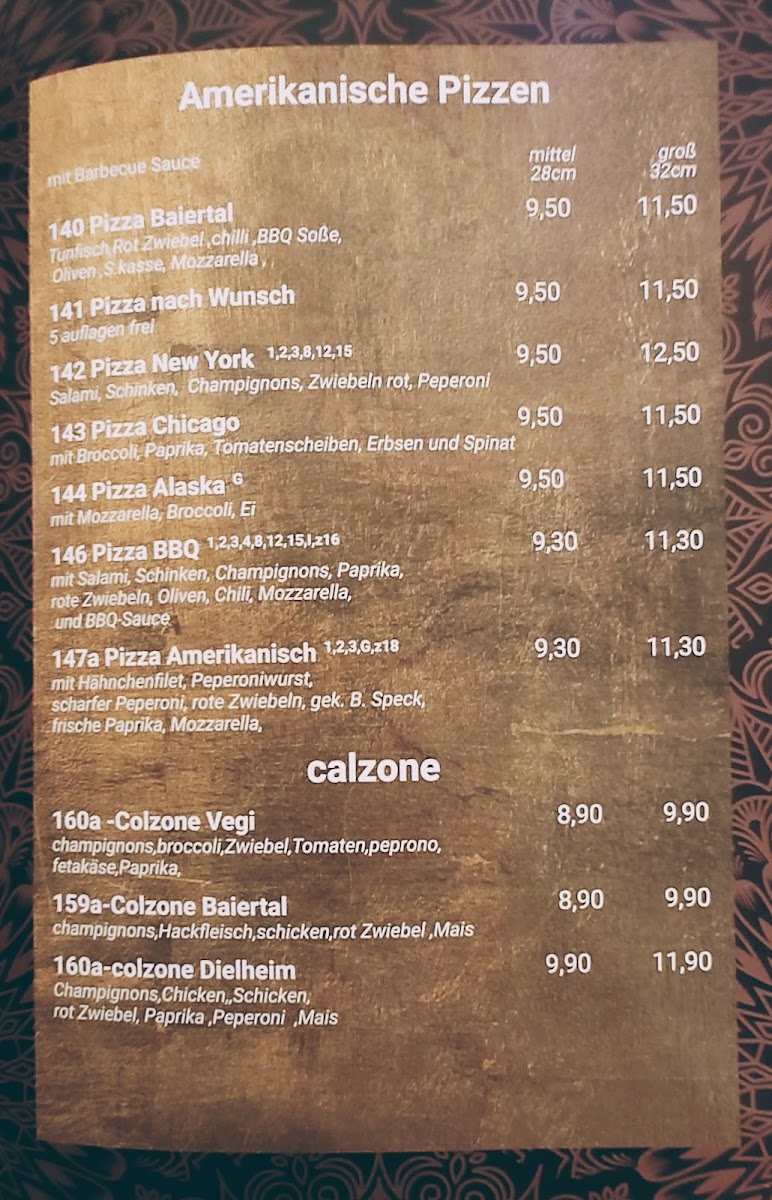 Amerikanische Pizzen
mit Barbecue Sauce mittel groß
28cm 32cm
140 Pizza Baiertal 9,50 11,50
Tunfisch,Rot Zwiebel ,chilli ,BBQ Soße,
Oliven ,S.kasse, Mozzarella ,
141 Pizza nach Wunsch 9,50 11,50
5 auflagen frei
142 Pizza New York 1,2,3,8,12,15 9,50 12,50
Salami, Schinken, Champignons, Zwiebeln rot, Peperoni
143 Pizza Chicago 9,50 11,50
mit Broccoli, Paprika, Tomatenscheiben, Erbsen und Spinat
144 Pizza Alaska G 9,50 11,50
mit Mozzarella, Broccoli, Ei
146 Pizza BBQ 1,2,3,4,8,12,15,I,z16 9,30 11,30
mit Salami, Schinken, Champignons, Paprika,
rote Zwiebeln, Oliven, Chili, Mozzarella,
und BBQ-Sauce,
147a Pizza Amerikanisch 1,2,3,G,z18 9,30 11,30
mit Hähnchenfilet, Peperoniwurst,
scharfer Peperoni, rote Zwiebeln, gek. B. Speck,
frische Paprika, Mozzarella,
calzone
160a -Colzone Vegi 8,90 9,90
champignons,broccoli,Zwiebel,Tomaten,peprono,
fetakäse,Paprika,
159a-Colzone Baiertal 8,90 9,90
champignons,Hackfleisch,schicken,rot Zwiebel ,Mais
160a-colzone Dielheim 9,90 11,90
Champignons,Chicken,,Schicken,
rot Zwiebel, Paprika ,Peperoni ,Mais